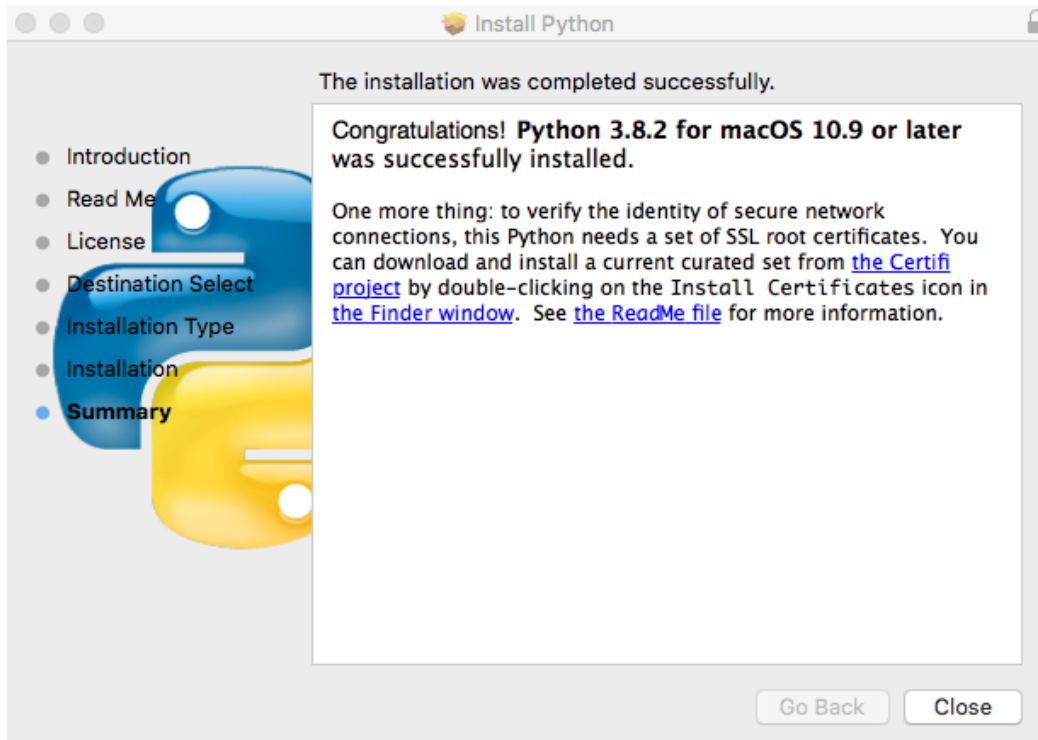 Install Python
The installation was completed successfully.
Introduction
Read Me
License
Destination Select
Installation Type
Installation
Summary
Congratulations! Python 3.8.2 for macOS 10.9 or later
was successfully installed.
One more thing: to verify the identity of secure network
connections, this Python needs a set of SSL root certificates.  You
can download and install a current curated set from the Certifi
project by double-clicking on the Install Certificates icon in
the Finder window.  See the ReadMe file for more information.
Go Back
Close